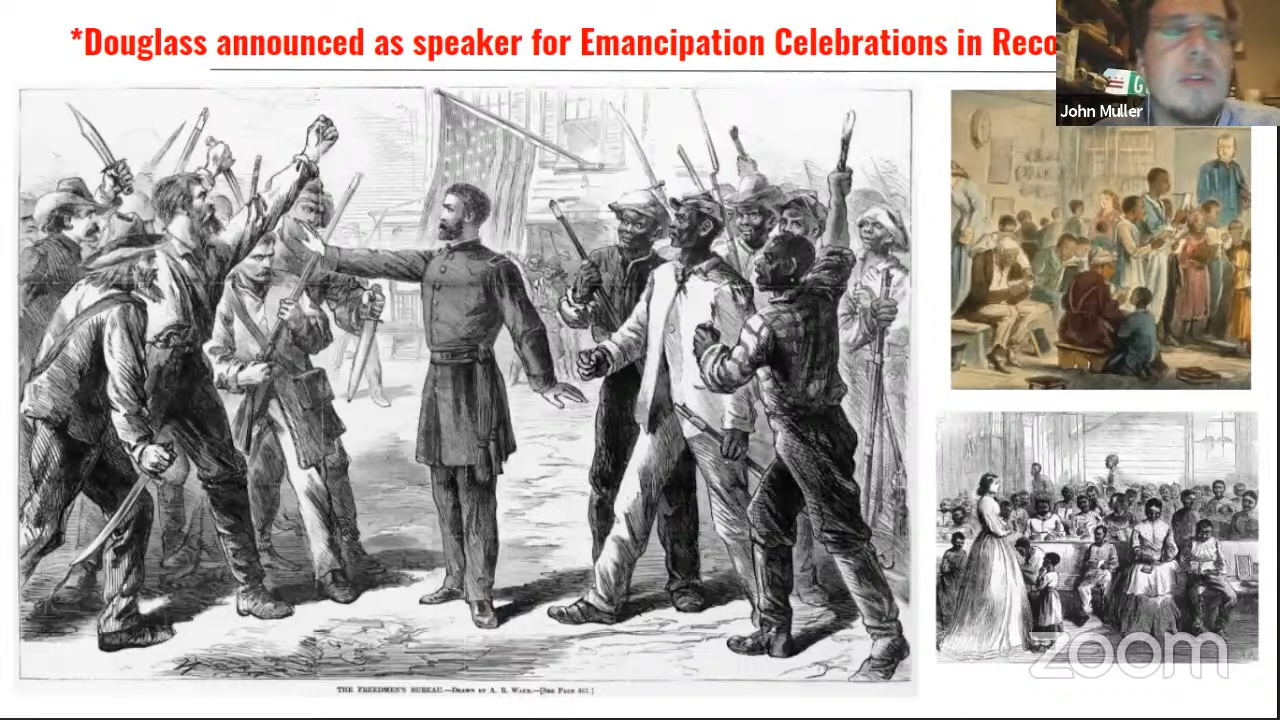 *Douglass announced as speaker for Emancipation Celebrations in Reco
G
John Muller
THE FREEDMEN'S BUREAU.—Drawn by A. R. Waud.—[See Page 467.]
zoom